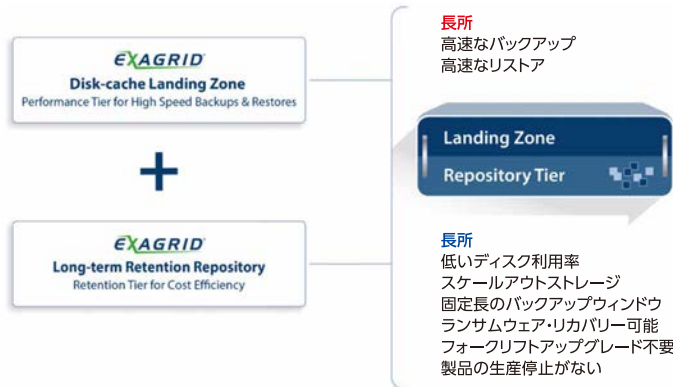 EXAGRID
Disk-cache Landing Zone
Performance Tier for High Speed Backups & Restores
+
EXAGRID
Long-term Retention Repository
Retention Tier for Cost Efficiency
長所
高速なバックアップ
高速なリストア
Landing Zone
Repository Tier
長所
低いディスク利用率
スケールアウトストレージ
固定長のバックアップウィンドウ
ランサムウェア・リカバリー可能
フォークリフトアップグレード不要
製品の生産停止がない